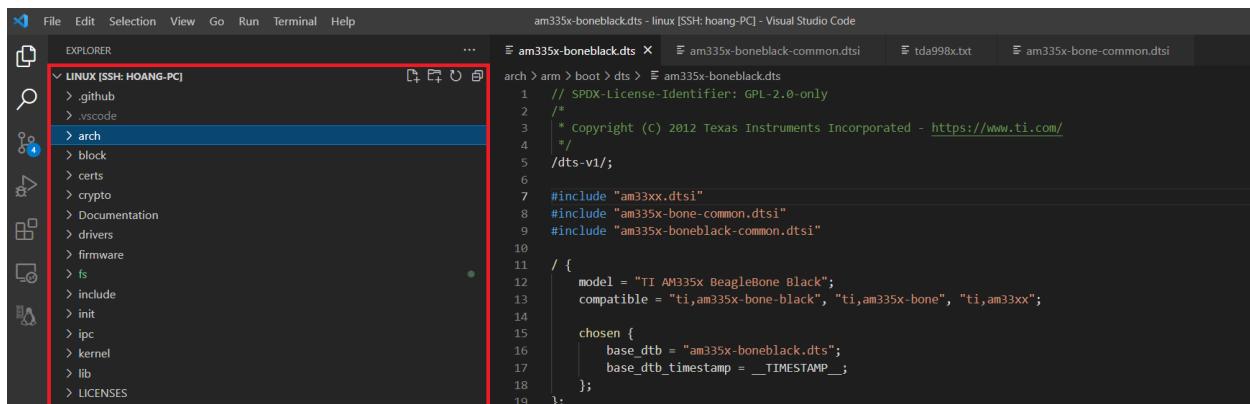 File Edit Selection View Go Run Terminal Help am335x-boneblack.dts - linux [SSH: hoang-PC] - Visual Studio Code
EXPLORER
LINUX [SSH: HOANG-PC]
.github
.vscode
arch
block
certs
crypto
Documentation
drivers
firmware
fs
include
init
ipc
kernel
lib
LICENSES
4
am335x-boneblack.dts am335x-boneblack-common.dtsi tda998x.txt am335x-bone-common.dtsi
arch > arm > boot > dts > am335x-boneblack.dts
1 // SPDX-License-Identifier: GPL-2.0-only
2 /*
3 * Copyright (C) 2012 Texas Instruments Incorporated - https://www.ti.com/
4 */
5 /dts-v1/;
6
7 #include "am33xx.dtsi"
8 #include "am335x-bone-common.dtsi"
9 #include "am335x-boneblack-common.dtsi"
10
11 / {
12 model = "TI AM335x BeagleBone Black";
13 compatible = "ti,am335x-bone-black", "ti,am335x-bone", "ti,am33xx";
14
15 chosen {
16 base_dtb = "am335x-boneblack.dts";
17 base_dtb_timestamp = __TIMESTAMP__;
18 };
19 };